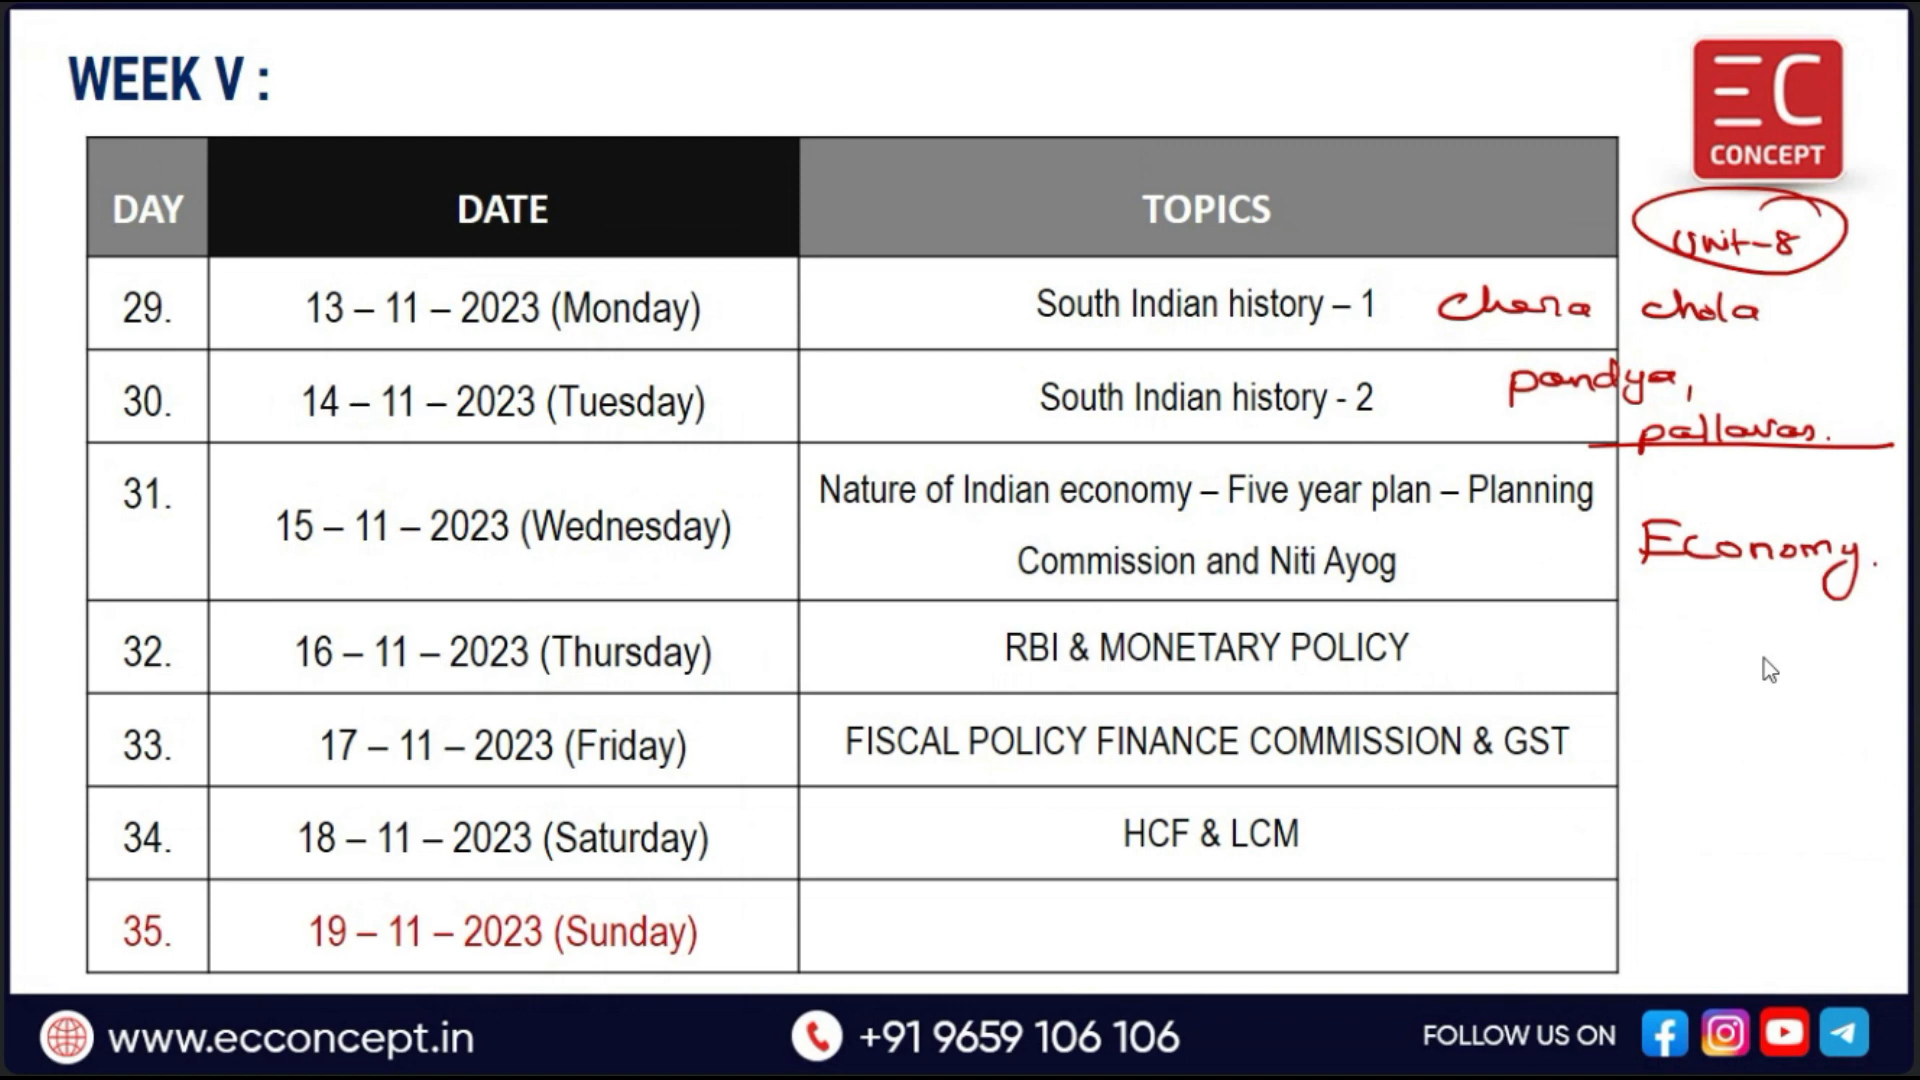 WEEK V :
EC
CONCEPT
DAY DATE TOPICS
Unit-8
29. 13 – 11 – 2023 (Monday) South Indian history – 1 Chera chola
30. 14 – 11 – 2023 (Tuesday) South Indian history - 2 pandya,
pallavas.
31. 15 – 11 – 2023 (Wednesday) Nature of Indian economy – Five year plan – Planning
Commission and Niti Ayog
Economy.
32. 16 – 11 – 2023 (Thursday) RBI & MONETARY POLICY
33. 17 – 11 – 2023 (Friday) FISCAL POLICY FINANCE COMMISSION & GST
34. 18 – 11 – 2023 (Saturday) HCF & LCM
35. 19 – 11 – 2023 (Sunday)
www.ecconcept.in +91 9659 106 106 FOLLOW US ON